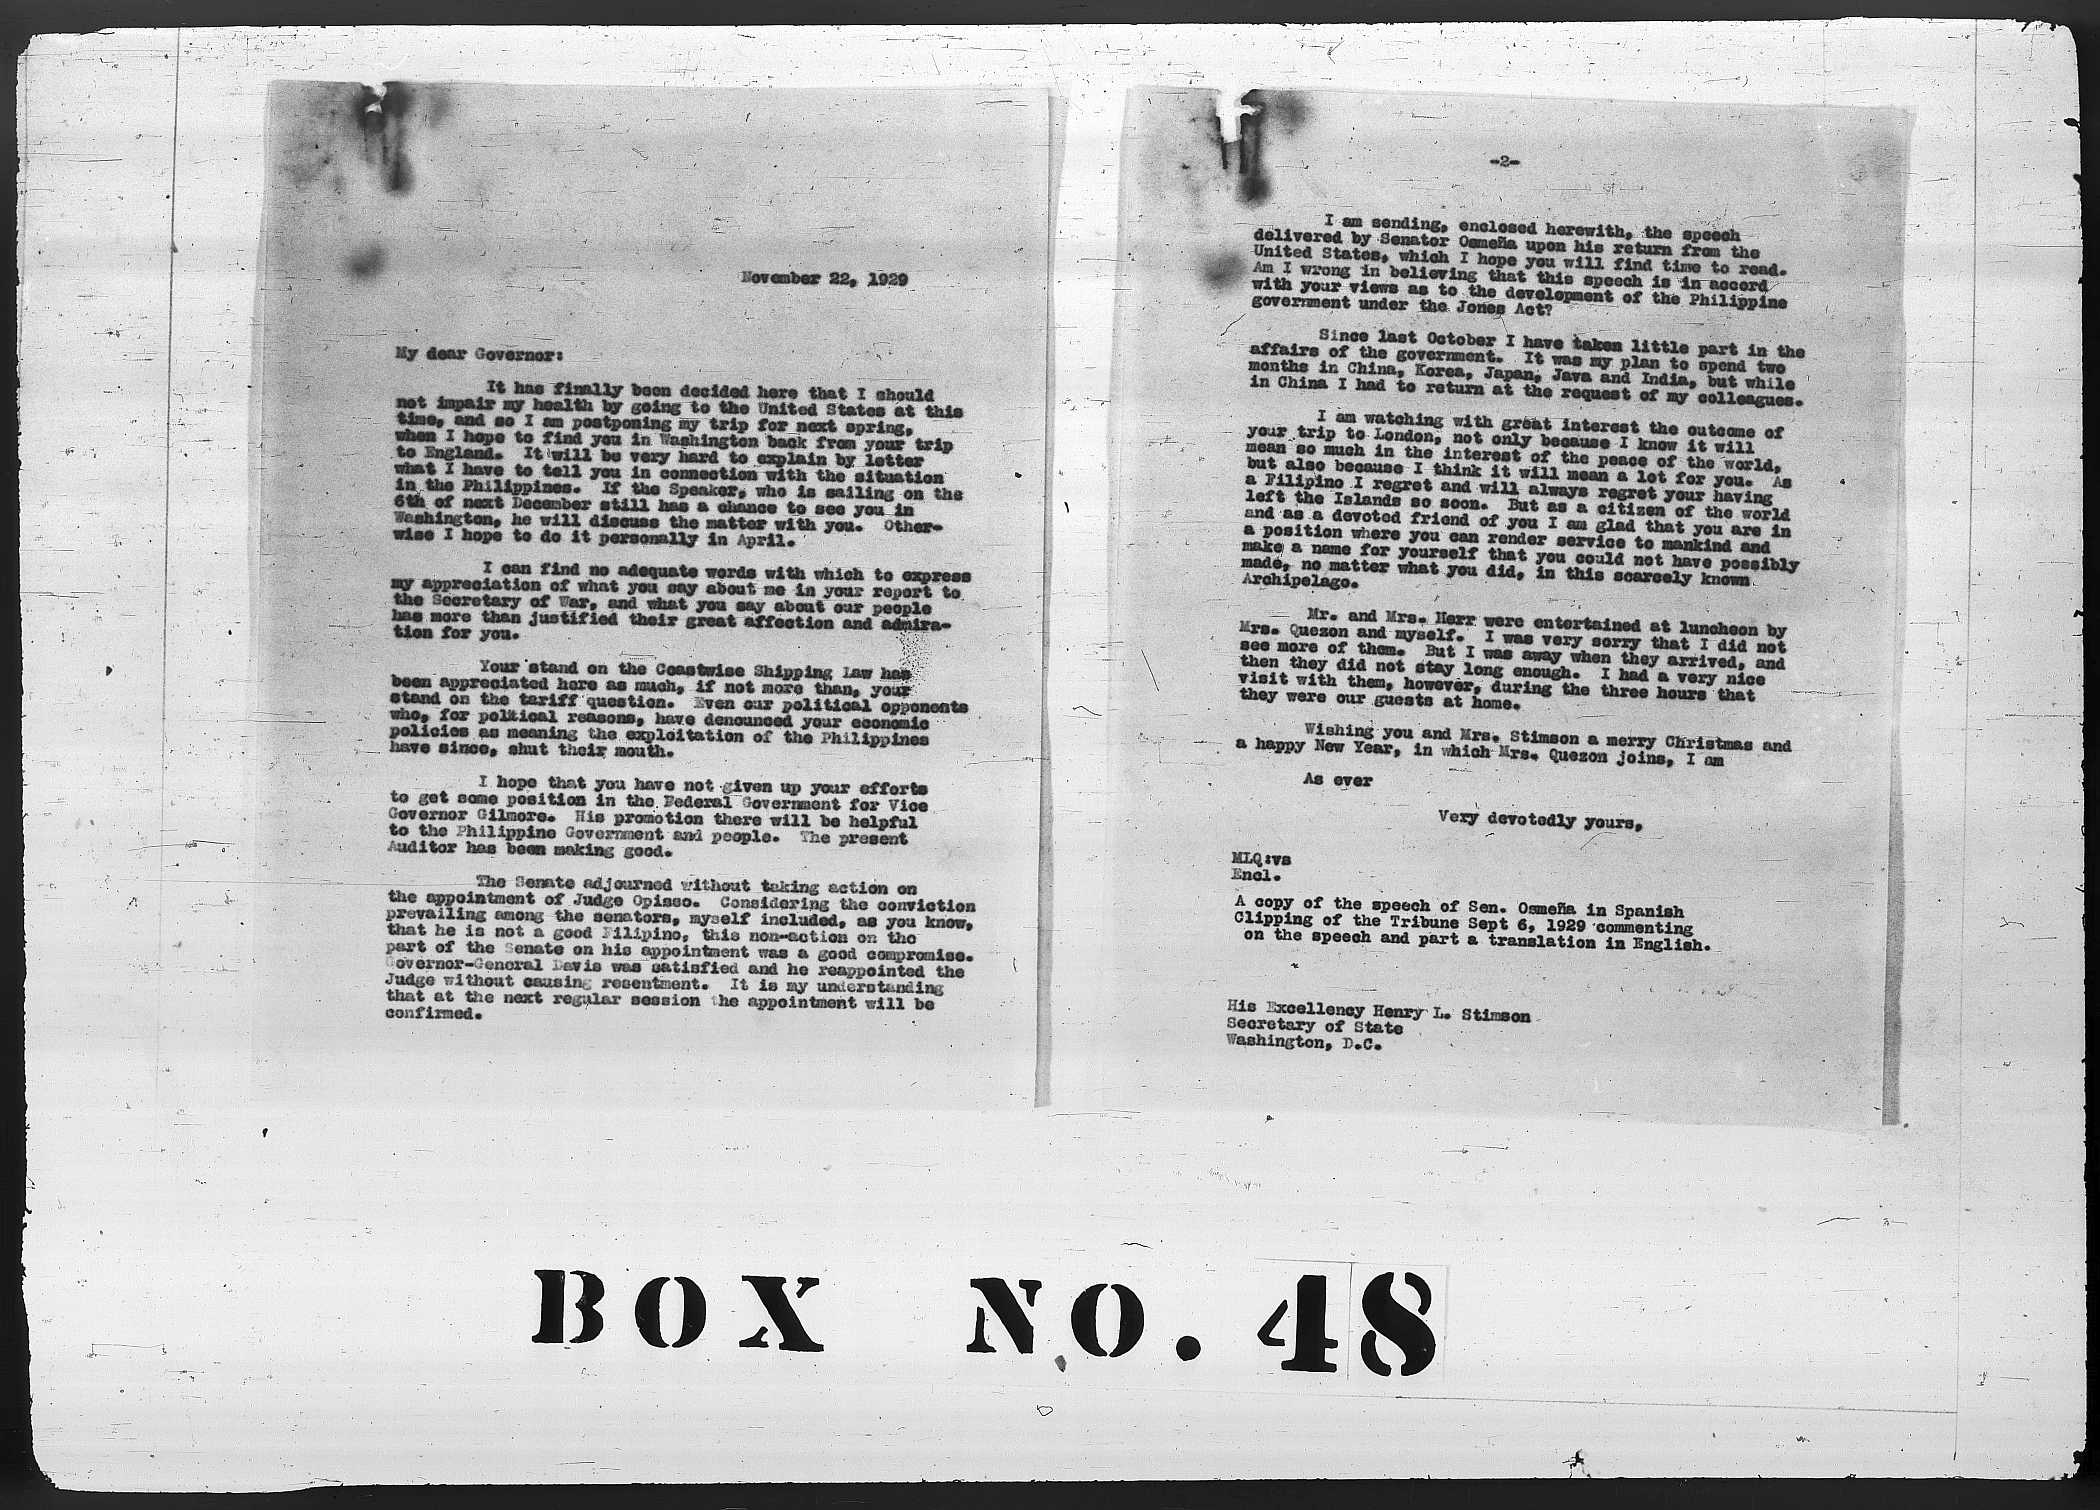 November 22, 1929
My dear Governor:
It has finally been decided here that I should
not impair my health by going to the United States at this
time, and so I am postponing my trip for next spring,
when I hope to find you in Washington back from your trip
to England. It will be very hard to explain by letter
what I have to tell you in connection with the situation
in the Philippines. If the Speaker, who is sailing on the
6th of next December still has a chance to see you in
Washington, he will discuss the matter with you. Other-
wise I hope to do it personally in April.
I can find no adequate words with which to express
my appreciation of what you say about me in your report to
the Secretary of War, and what you say about our people
has more than justified their great affection and admira-
tion for you.
Your stand on the Coastwise Shipping Law has
been appreciated here as much, if not more than, your
stand on the tariff question. Even our political opponents
who, for political reasons, have denounced your economic
policies as meaning the exploitation of the Philippines
have since, shut their mouth.
I hope that you have not given up your efforts
to get some position in the Federal Government for Vice
Governor Gilmore. His promotion there will be helpful
to the Philippine Government and people. The present
Auditor has been making good.
The Senate adjourned without taking action on
the appointment of Judge Opisso. Considering the conviction
prevailing among the senators, myself included, as you know,
that he is not a good Filipino, this non-action on the
part of the Senate on his appointment was a good compromise.
Governor-General Davis was satisfied and he reappointed the
Judge without causing resentment. It is my understanding
that at the next regular session the appointment will be
confirmed.
-2-
I am sending, enclosed herewith, the speech
delivered by Senator Osmeña upon his return from the
United States, which I hope you will find time to read.
Am I wrong in believing that this speech is in accord
with your views as to the development of the Philippine
government under the Jones Act?
Since last October I have taken little part in the
affairs of the government. It was my plan to spend two
months in China, Korea, Japan, Java and India, but while
in China I had to return at the request of my colleagues.
I am watching with great interest the outcome of
your trip to London, not only because I know it will
mean so much in the interest of the peace of the world,
but also because I think it will mean a lot for you. As
a Filipino I regret and will always regret your having
left the Islands so soon. But as a citizen of the world
and as a devoted friend of you I am glad that you are in
a position where you can render service to mankind and
make a name for yourself that you could not have possibly
made, no matter what you did, in this scarcely known
Archipelago.
Mr. and Mrs. Herr were entertained at luncheon by
Mrs. Quezon and myself. I was very sorry that I did not
see more of them. But I was away when they arrived, and
then they did not stay long enough. I had a very nice
visit with them, however, during the three hours that
they were our guests at home.
Wishing you and Mrs. Stimson a merry Christmas and
a happy New Year, in which Mrs. Quezon joins, I am
As ever
Very devotedly yours,
MLQ:vs
Encl.
A copy of the speech of Sen. Osmeña in Spanish
Clipping of the Tribune Sept 6, 1929 commenting
on the speech and part a translation in English.
His Excellency Henry L. Stimson
Secretary of State
Washington, D.C.
BOX NO. 48